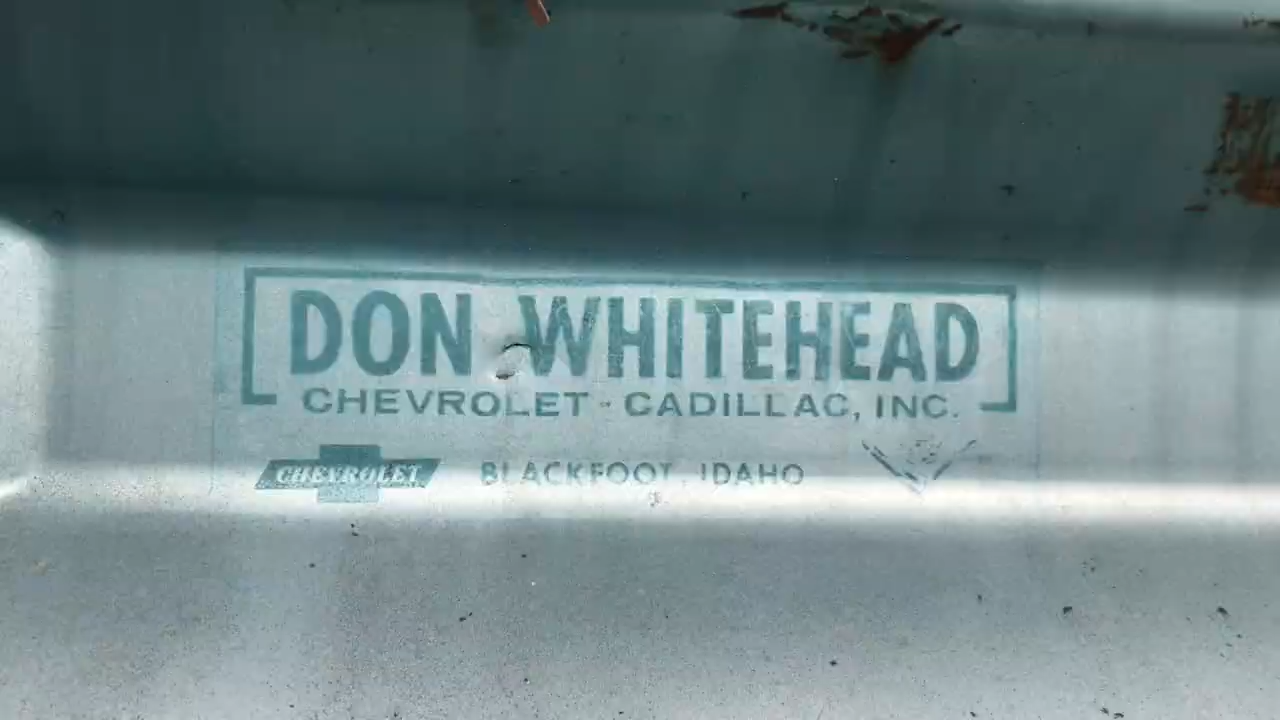 DON WHITEHEAD
CHEVROLET - CADILLAC, INC.
CHEVROLET BLACKFOOT, IDAHO